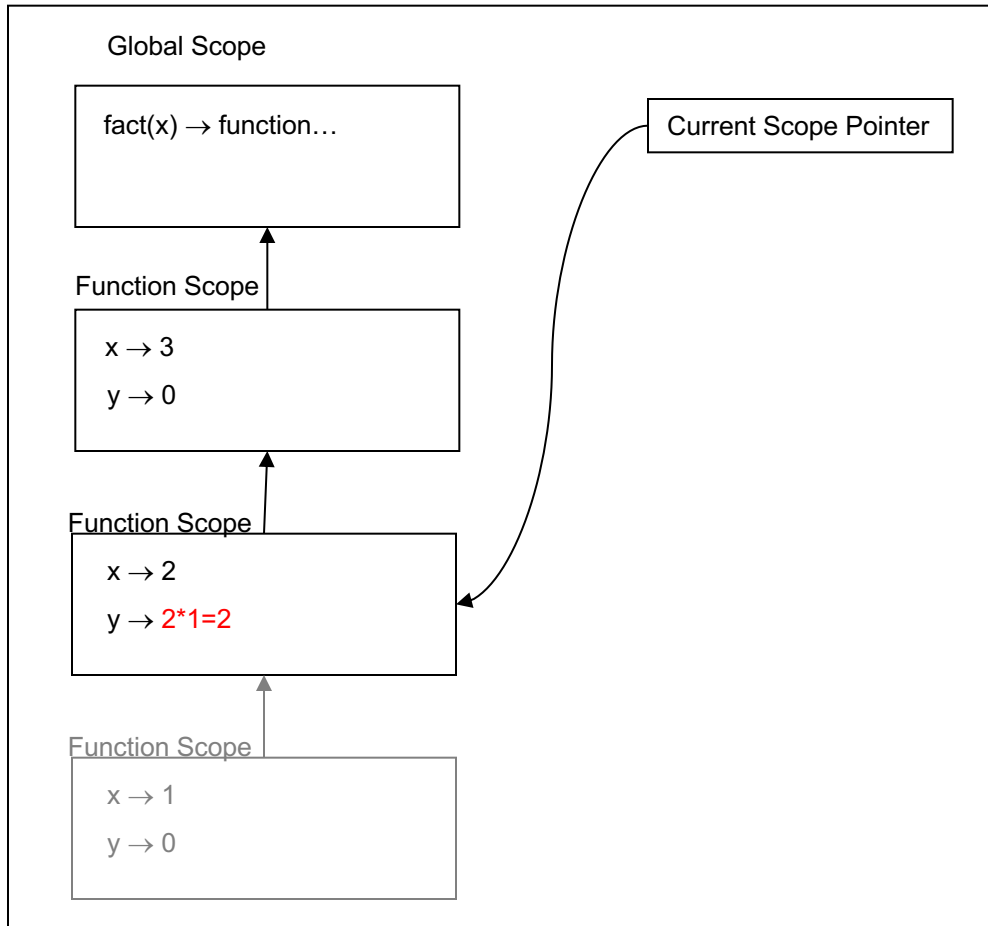 Global Scope
fact(x) → function…
Current Scope Pointer
Function Scope
x → 3
y → 0
Function Scope
x → 2
y → 2*1=2
Function Scope
x → 1
y → 0